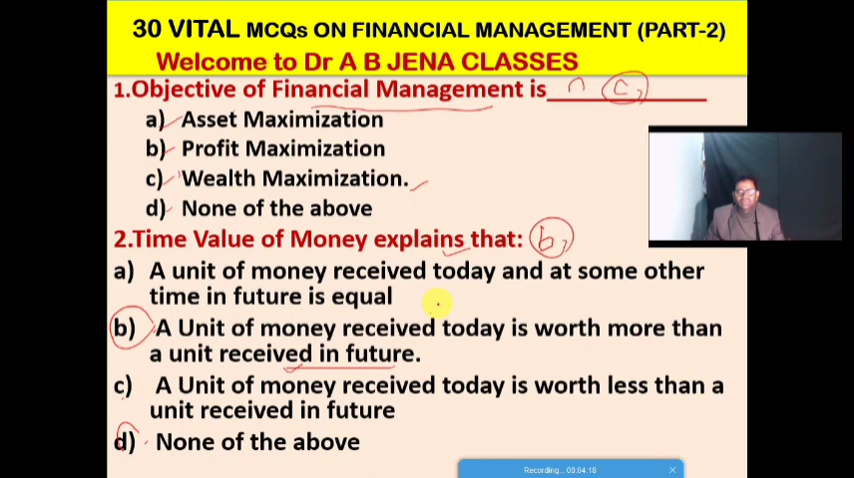 30 VITAL MCQs ON FINANCIAL MANAGEMENT (PART-2)
Welcome to Dr A B JENA CLASSES
1.Objective of Financial Management is__________ c,
a) Asset Maximization
b) Profit Maximization
c) Wealth Maximization.
d) None of the above
2.Time Value of Money explains that: b,
a) A unit of money received today and at some other
time in future is equal
b) A Unit of money received today is worth more than
a unit received in future.
c) A Unit of money received today is worth less than a
unit received in future
d) None of the above
Recording... 00:04:18